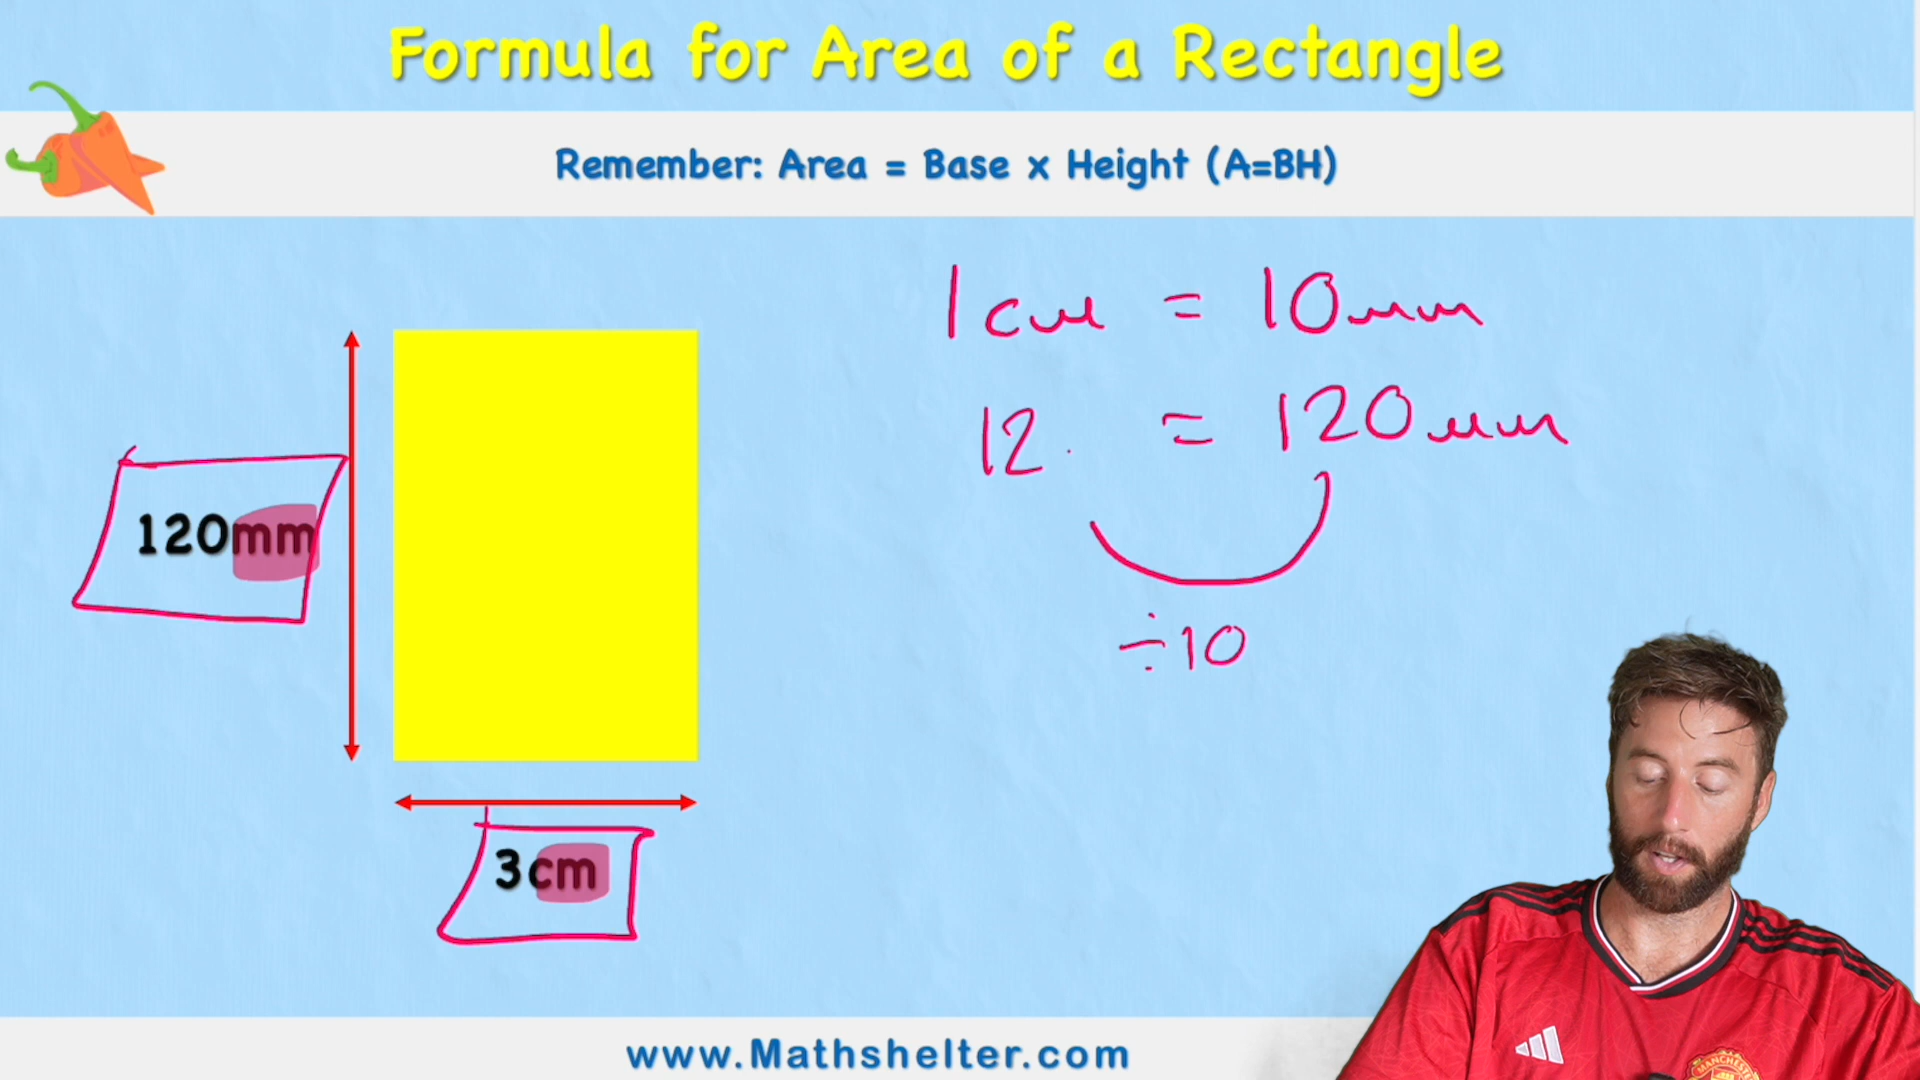 Formula for Area of a Rectangle
Remember: Area = Base x Height (A=BH)
1cm = 10mm
12. = 120mm
÷10
120mm
3cm
www.Mathshelter.com
MANCHESTER